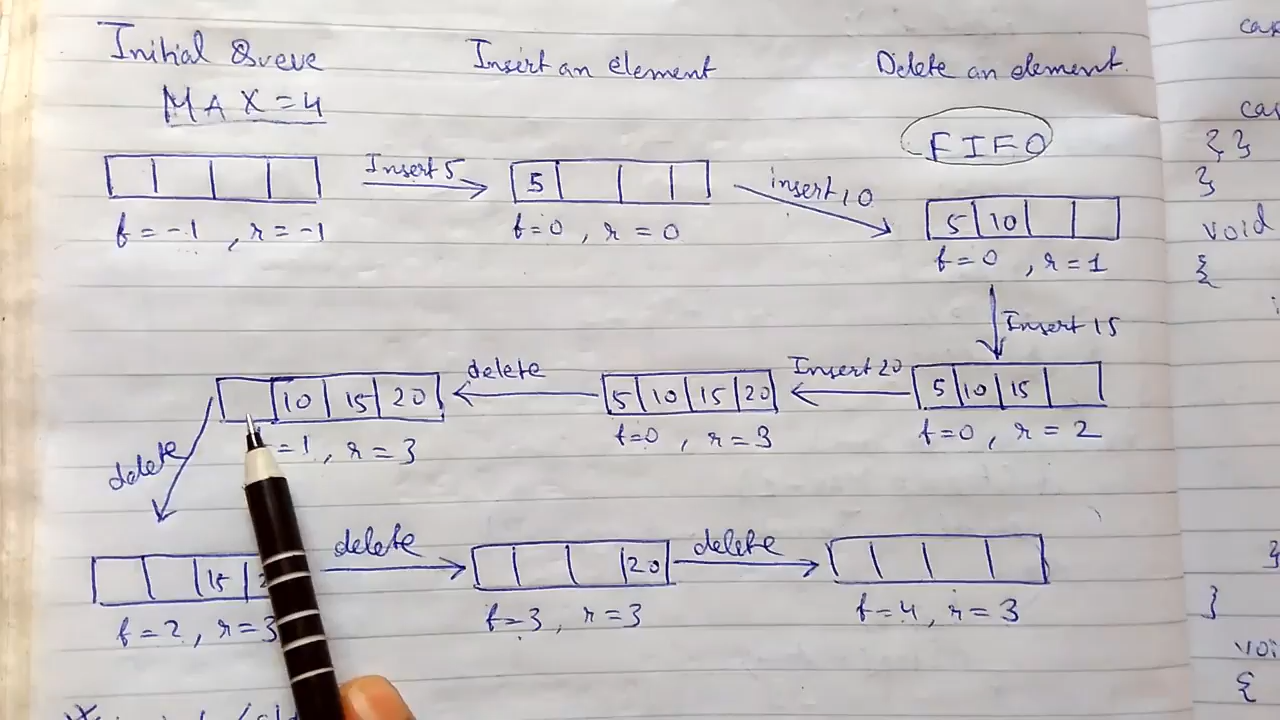 Initial Queue
MAX=4
Insert an element
Delete an element.
FIFO
Insert 5
5
insert 10
5 10
f=-1, r=-1
f=0, r=0
f=0, r=1
Insert 15
10 15 20
delete
5 10 15 20
Insert 20
5 10 15
=1, r=3
f=0, r=3
f=0, r=2
delete
15
delete
20
delete
f=2, r=3
f=3, r=3
f=4, r=3
}}
}
void
{
}
}
{